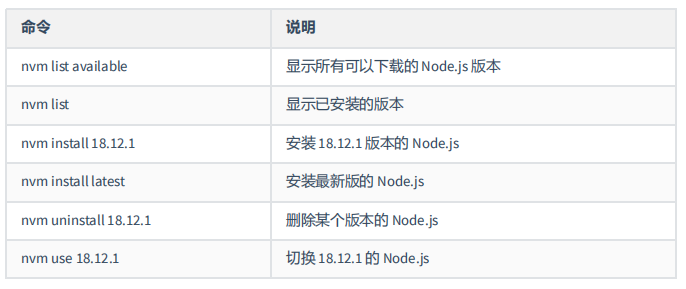 命令 说明
nvm list available 显示所有可以下载的 Node.js 版本
nvm list 显示已安装的版本
nvm install 18.12.1 安装 18.12.1 版本的 Node.js
nvm install latest 安装最新版的 Node.js
nvm uninstall 18.12.1 删除某个版本的 Node.js
nvm use 18.12.1 切换 18.12.1 的 Node.js